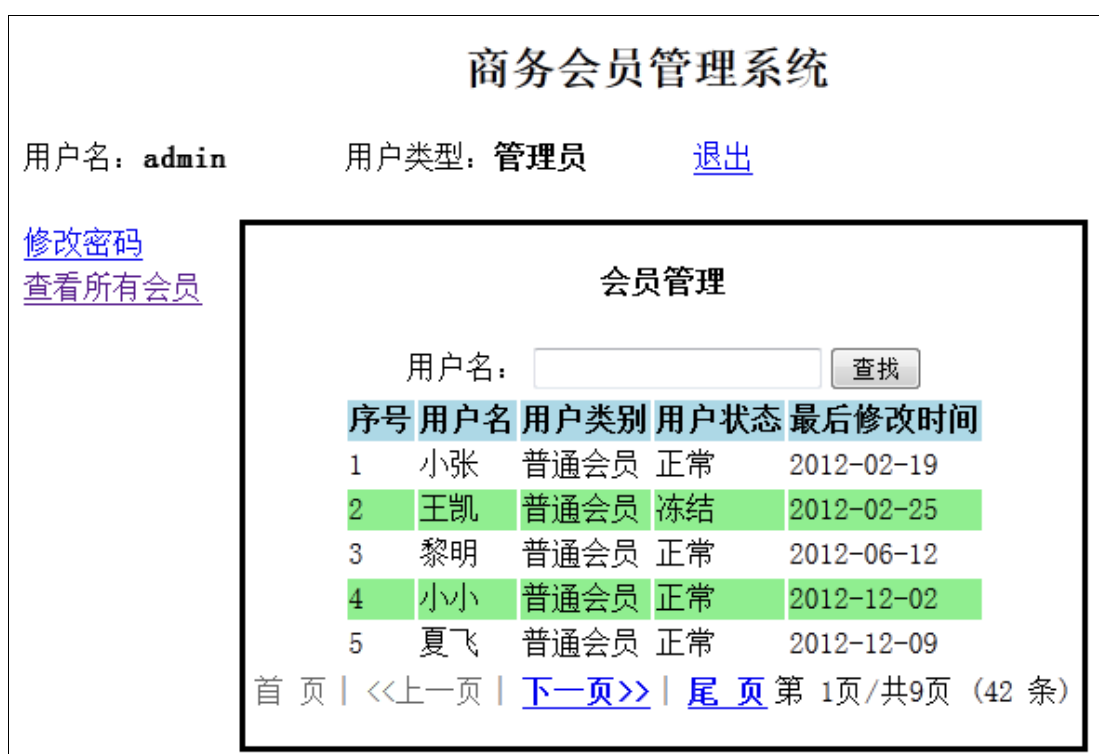 商务会员管理系统
用户名：admin 用户类型：管理员 退出
修改密码
查看所有会员
会员管理
用户名： 查找
序号 用户名 用户类别 用户状态 最后修改时间
1 小张 普通会员 正常 2012-02-19
2 王凯 普通会员 冻结 2012-02-25
3 黎明 普通会员 正常 2012-06-12
4 小小 普通会员 正常 2012-12-02
5 夏飞 普通会员 正常 2012-12-09
首 页| <<上一页| 下一页>>| 尾 页 第 1页/共9页 (42 条)